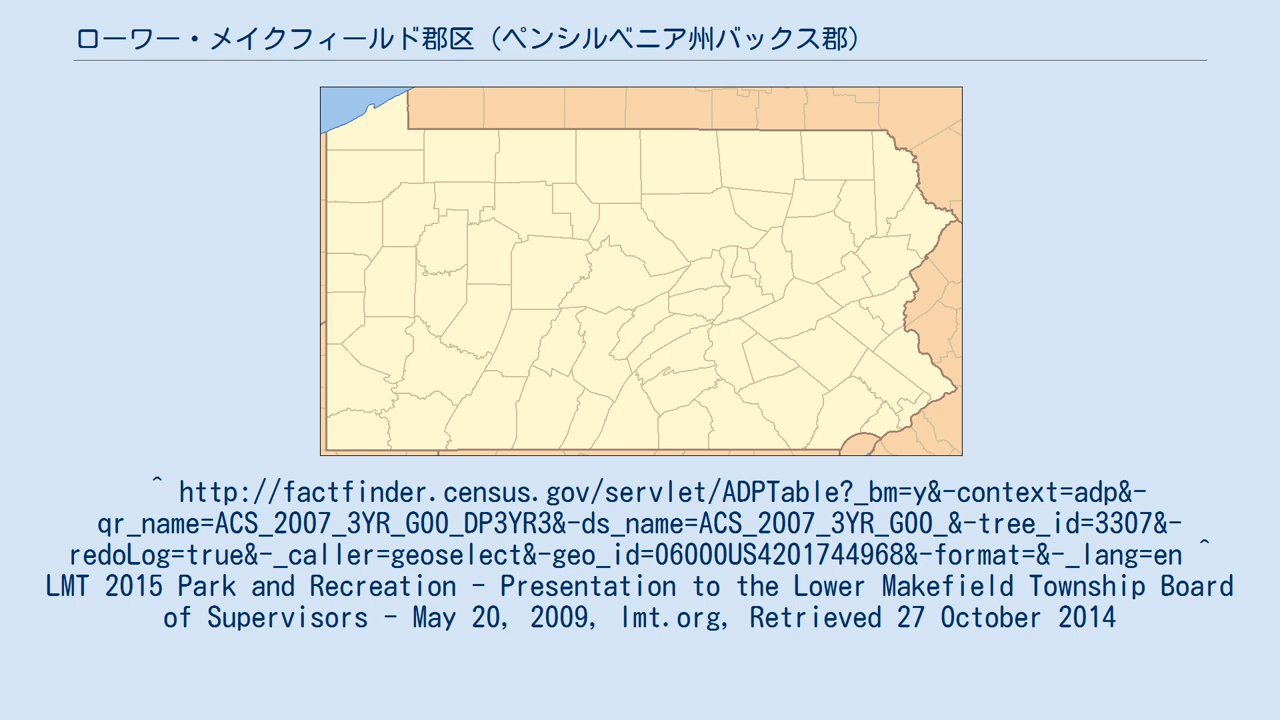 ローワー・メイクフィールド郡区（ペンシルベニア州バックス郡）
^ http://factfinder.census.gov/servlet/ADPTable?_bm=y&-context=adp&-
qr_name=ACS_2007_3YR_G00_DP3YR3&-ds_name=ACS_2007_3YR_G00_&-tree_id=3307&-
redoLog=true&-_caller=geoselect&-geo_id=06000US4201744968&-format=&-_lang=en ^
LMT 2015 Park and Recreation - Presentation to the Lower Makefield Township Board
of Supervisors - May 20, 2009, lmt.org, Retrieved 27 October 2014